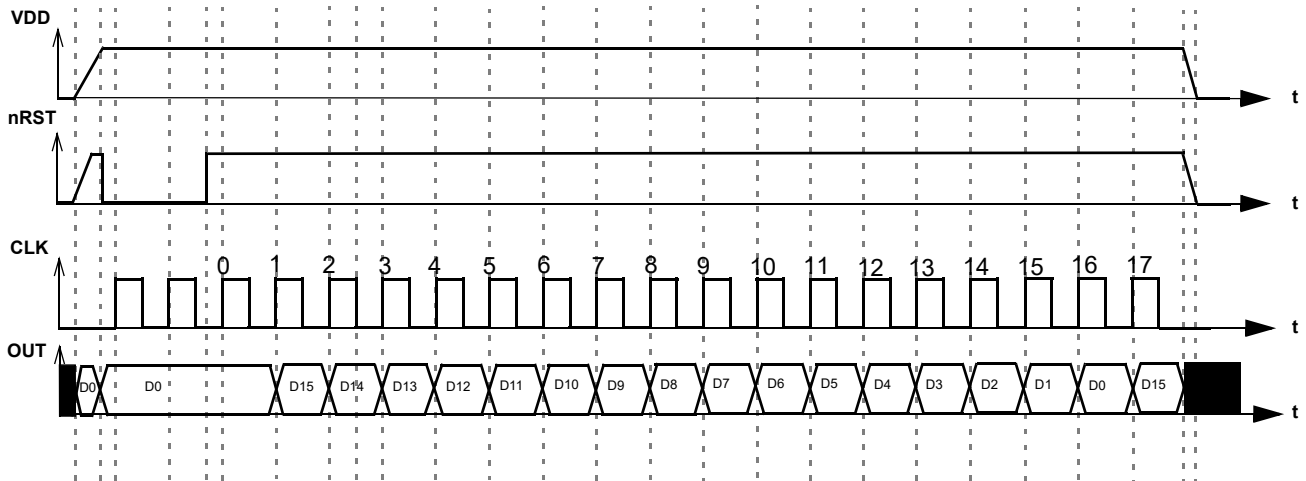 VDD
t
nRST
t
CLK
0 1 2 3 4 5 6 7 8 9 10 11 12 13 14 15 16 17
t
OUT
D0 D0 D15 D14 D13 D12 D11 D10 D9 D8 D7 D6 D5 D4 D3 D2 D1 D0 D15
t